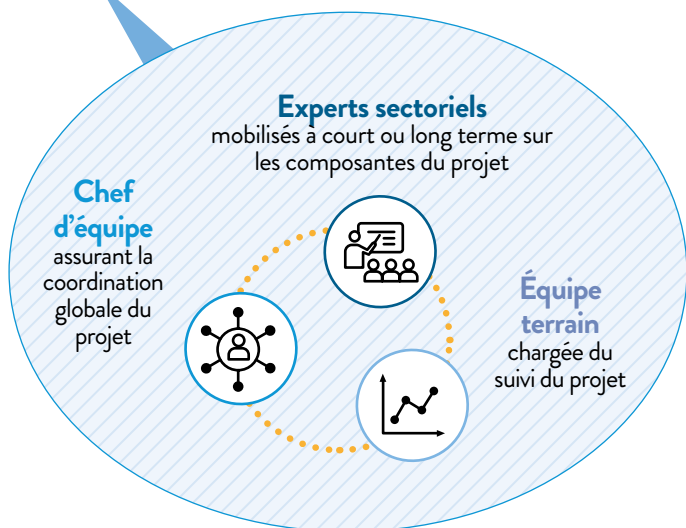 Experts sectoriels
mobilisés à court ou long terme sur
les composantes du projet
Chef
d'équipe
assurant la
coordination
globale du
projet
Équipe
terrain
chargée du
suivi du projet